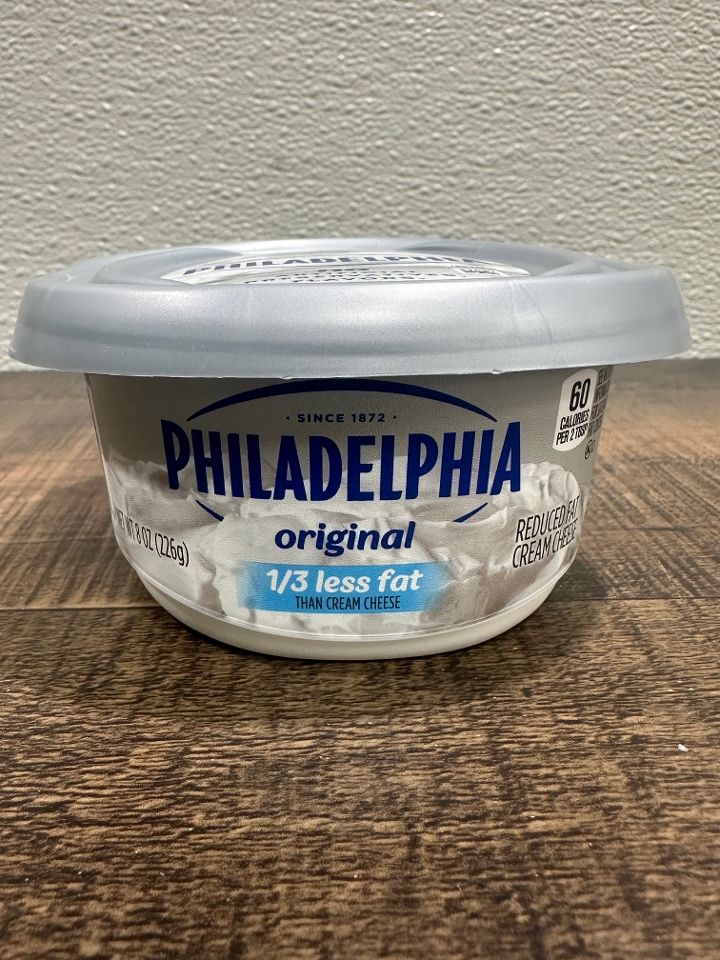 PHILADELPHIA
FLAVORS
· SINCE 1872 ·
PHILADELPHIA
original
1/3 less fat
THAN CREAM CHEESE
NET WT 8 OZ (226g)
REDUCED FAT
CREAM CHEESE
60
CALORIES
PER 2 TBSP